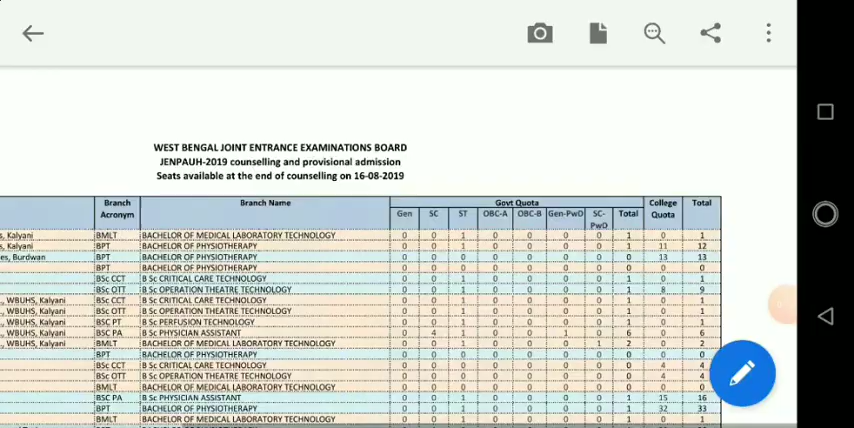 WEST BENGAL JOINT ENTRANCE EXAMINATIONS BOARD
JENPAUH-2019 counselling and provisional admission
Seats available at the end of counselling on 16-08-2019
Branch Acronym Branch Name Govt Quota College Quota Total
Gen SC ST OBC-A OBC-B Gen-PwD SC-PwD Total
s, Kalyani BMLT BACHELOR OF MEDICAL LABORATORY TECHNOLOGY 0 0 1 0 0 0 0 1 0 1
s, Kalyani BPT BACHELOR OF PHYSIOTHERAPY 0 0 1 0 0 0 0 1 11 12
es, Burdwan BPT BACHELOR OF PHYSIOTHERAPY 0 0 0 0 0 0 0 0 13 13
BPT BACHELOR OF PHYSIOTHERAPY 0 0 0 0 0 0 0 0 0 0
BSc CCT B Sc CRITICAL CARE TECHNOLOGY 0 0 1 0 0 0 0 1 0 1
BSc OTT B Sc OPERATION THEATRE TECHNOLOGY 0 0 1 0 0 0 0 1 8 9
., WBUHS, Kalyani BSc CCT B Sc CRITICAL CARE TECHNOLOGY 0 0 1 0 0 0 0 1 0 1
., WBUHS, Kalyani BSc OTT B Sc OPERATION THEATRE TECHNOLOGY 0 0 1 0 0 0 0 1 0 1
., WBUHS, Kalyani BSC PT B Sc PERFUSION TECHNOLOGY 0 0 1 0 0 0 0 1 0 1
., WBUHS, Kalyani BSC PA B Sc PHYSICIAN ASSISTANT 0 4 1 0 0 1 0 6 0 6
., WBUHS, Kalyani BMLT BACHELOR OF MEDICAL LABORATORY TECHNOLOGY 0 0 1 0 0 0 1 2 0 2
BPT BACHELOR OF PHYSIOTHERAPY 0 0 0 0 0 0 0 0 0 0
BSc CCT B Sc CRITICAL CARE TECHNOLOGY 0 0 0 0 0 0 0 0 4 4
BSc OTT B Sc OPERATION THEATRE TECHNOLOGY 0 0 0 0 0 0 0 0 4 4
BMLT BACHELOR OF MEDICAL LABORATORY TECHNOLOGY 0 0 0 0 0 0 0 0 0 0
BSC PA B Sc PHYSICIAN ASSISTANT 0 0 1 0 0 0 0 1 15 16
BPT BACHELOR OF PHYSIOTHERAPY 0 0 1 0 0 0 0 1 32 33
BMLT BACHELOR OF MEDICAL LABORATORY TECHNOLOGY 0 0 1 0 0 0 0 1 0 1